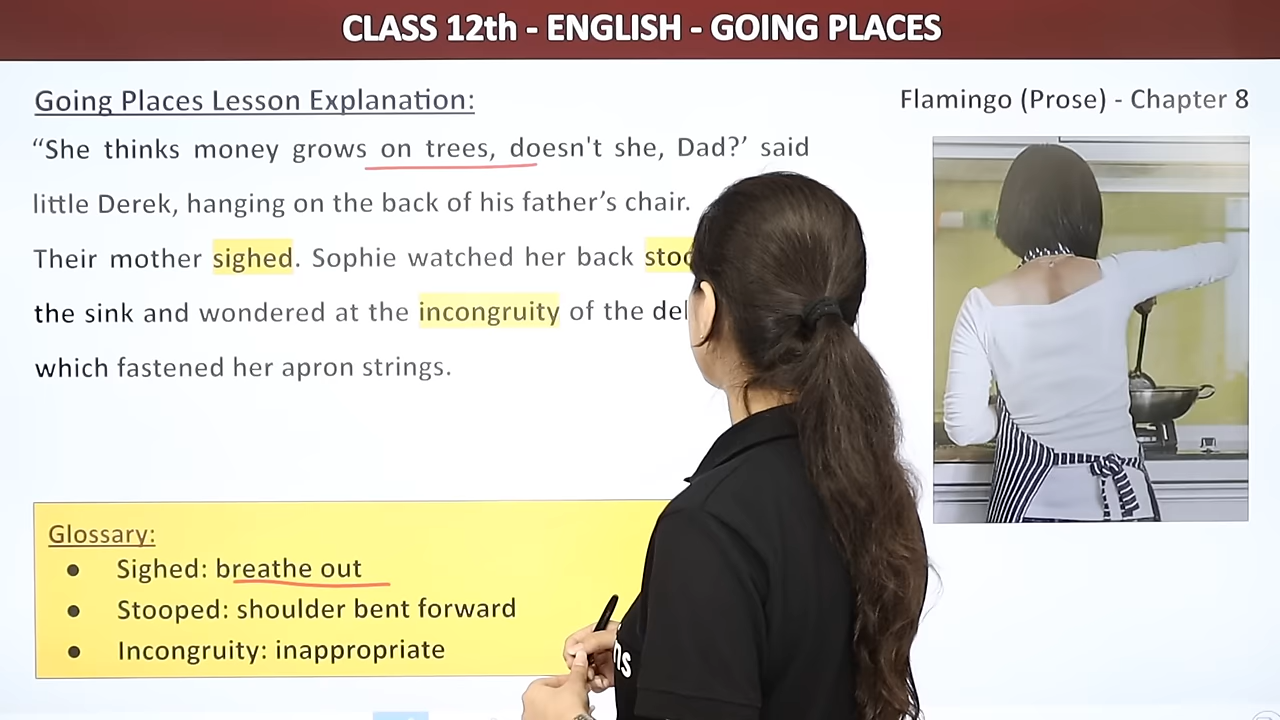 CLASS 12th - ENGLISH - GOING PLACES
Going Places Lesson Explanation:
Flamingo (Prose) - Chapter 8
“She thinks money grows on trees, doesn't she, Dad?’ said
little Derek, hanging on the back of his father’s chair.
Their mother sighed. Sophie watched her back
the sink and wondered at the incongruity of the
which fastened her apron strings.
Glossary:
● Sighed: breathe out
● Stooped: shoulder bent forward
● Incongruity: inappropriate